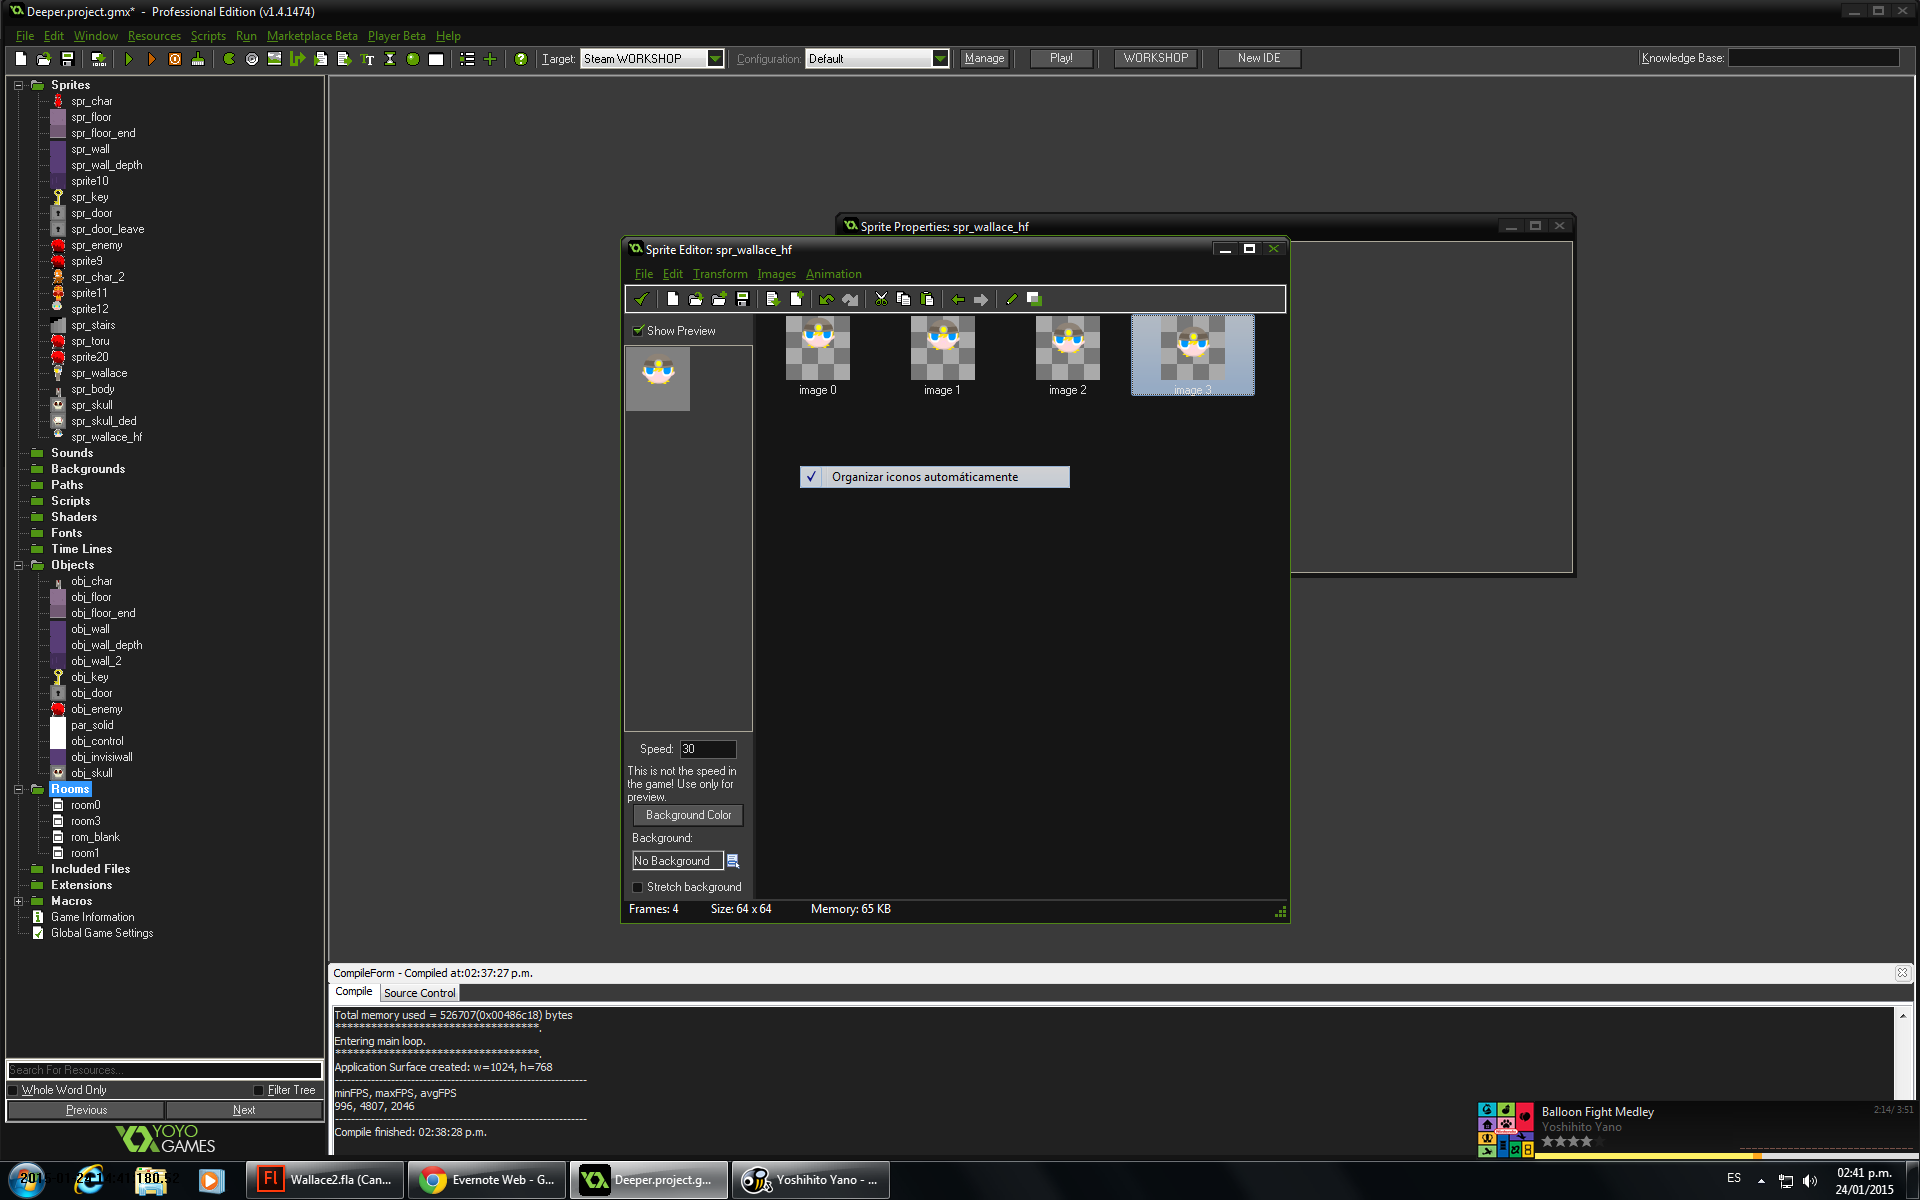 Deeper.project.gmx* - Professional Edition (v1.4.1474)
File Edit Window Resources Scripts Run Marketplace Beta Player Beta Help
Target: Steam WORKSHOP Configuration: Default Manage Play! WORKSHOP New IDE Knowledge Base:
Sprites
spr_char
spr_floor
spr_floor_end
spr_wall
spr_wall_depth
sprite10
spr_key
spr_door
spr_door_leave
spr_enemy
sprite9
spr_char_2
sprite11
sprite12
spr_stairs
spr_toru
sprite20
spr_wallace
spr_body
spr_skull
spr_skull_ded
spr_wallace_hf
Sounds
Backgrounds
Paths
Scripts
Shaders
Fonts
Time Lines
Objects
obj_char
obj_floor
obj_floor_end
obj_wall
obj_wall_depth
obj_wall_2
obj_key
obj_door
obj_enemy
par_solid
obj_control
obj_invisiwall
obj_skull
Rooms
room0
room3
rom_blank
room1
Included Files
Extensions
Macros
Game Information
Global Game Settings
Search For Resources...
Whole Word Only Filter Tree
Previous Next
YOYO
GAMES
Sprite Properties: spr_wallace_hf
Sprite Editor: spr_wallace_hf
File Edit Transform Images Animation
Show Preview
image 0 image 1 image 2 image 3
Organizar iconos automáticamente
Speed: 30
This is not the speed in
the game! Use only for
preview.
Background Color
Background:
No Background
Stretch background
Frames: 4 Size: 64 x 64 Memory: 65 KB
CompileForm - Compiled at:02:37:27 p.m.
Compile Source Control
Total memory used = 526707(0x00486c18) bytes
**********************************.
Entering main loop.
**********************************.
Application Surface created: w=1024, h=768
---------------------------------------------------------------
minFPS, maxFPS, avgFPS
996, 4807, 2046
---------------------------------------------------------------
Compile finished: 02:38:28 p.m.
Balloon Fight Medley 2:14/ 3:51
Yoshihito Yano
Wallace2.fla (Can... Evernote Web - G... Deeper.project.g... Yoshihito Yano - ...
ES
02:41 p.m.
24/01/2015